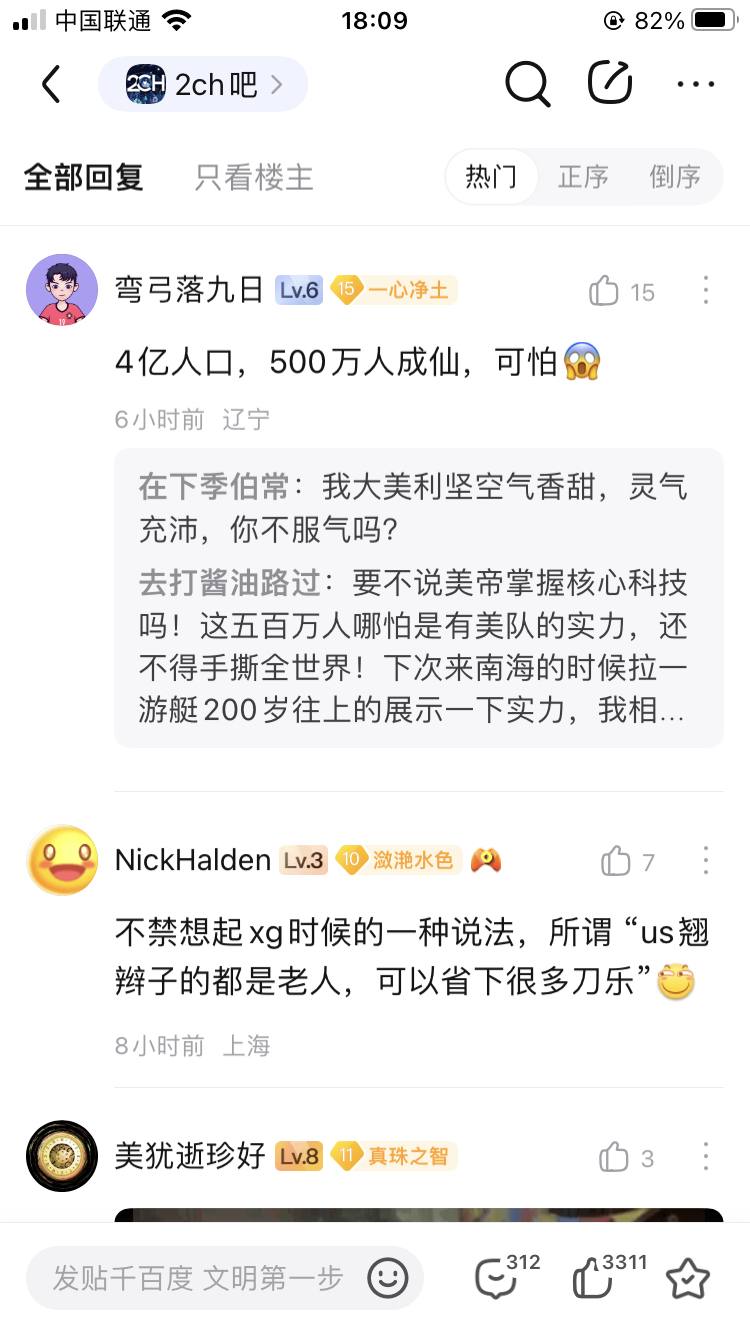 中国联通 18:09 82%
2CH 2ch吧
全部回复 只看楼主 热门 正序 倒序
弯弓落九日 Lv.6 15 一心净土 15
4亿人口，500万人成仙，可怕😱
6小时前 辽宁
在下季伯常：我大美利坚空气香甜，灵气
充沛，你不服气吗？
去打酱油路过：要不说美帝掌握核心科技
吗！这五百万人哪怕是有美队的实力，还
不得手撕全世界！下次来南海的时候拉一
游艇200岁往上的展示一下实力，我相...
NickHalden Lv.3 10 潋滟水色 7
不禁想起xg时候的一种说法，所谓“us翘
辫子的都是老人，可以省下很多刀乐”
8小时前 上海
美犹逝珍好 Lv.8 11 真珠之智 3
发贴千百度 文明第一步 312 3311